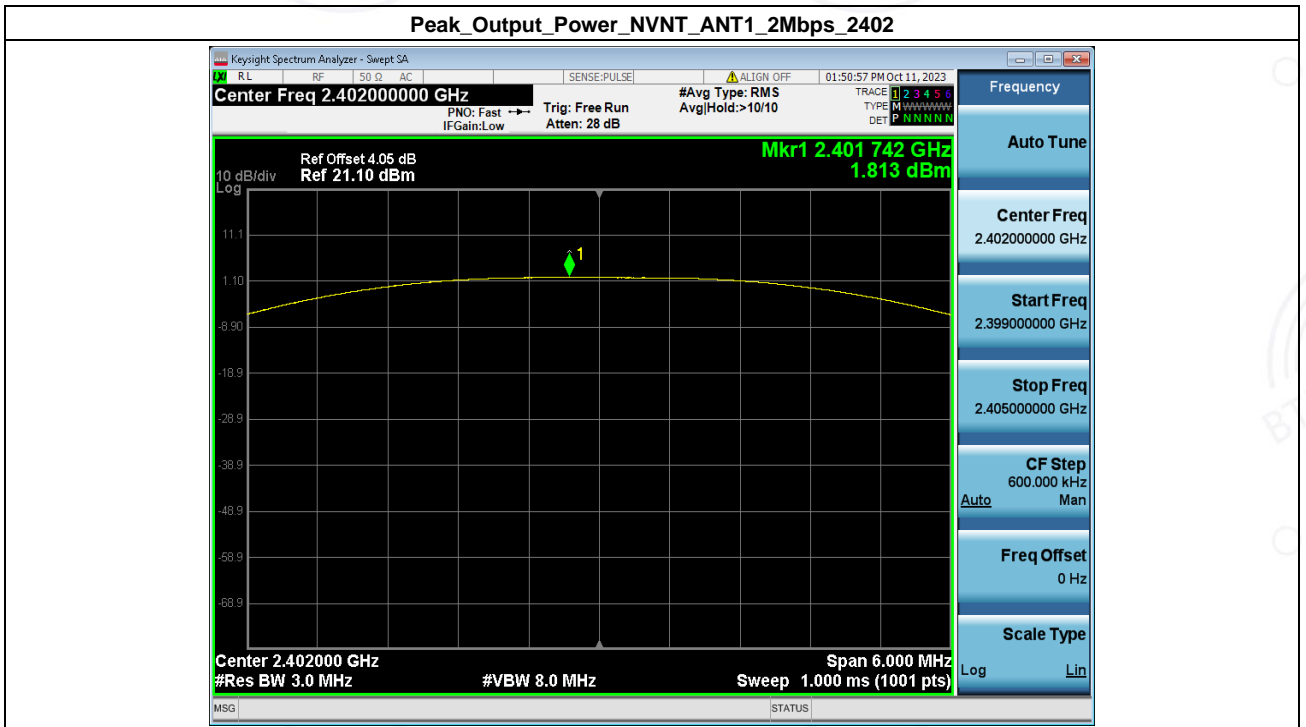 Peak_Output_Power_NVNT_ANT1_2Mbps_2402
Keysight Spectrum Analyzer - Swept SA
LXI RL RF 50 Ω AC SENSE:PULSE ALIGN OFF 01:50:57 PM Oct 11, 2023
Center Freq 2.402000000 GHz
PNO: Fast
IFGain:Low
Trig: Free Run
Atten: 28 dB
#Avg Type: RMS
Avg|Hold:>10/10
TRACE 1 2 3 4 5 6
TYPE M WWWWW
DET P N N N N N
Frequency
Mkr1 2.401 742 GHz
1.813 dBm
Ref Offset 4.05 dB
10 dB/div Ref 21.10 dBm
Log
11.1
1.10
-8.90
-18.9
-28.9
-38.9
-48.9
-58.9
-68.9
1
Center 2.402000 GHz Span 6.000 MHz
#Res BW 3.0 MHz #VBW 8.0 MHz Sweep 1.000 ms (1001 pts)
MSG STATUS
Auto Tune
Center Freq
2.402000000 GHz
Start Freq
2.399000000 GHz
Stop Freq
2.405000000 GHz
CF Step
600.000 kHz
Auto Man
Freq Offset
0 Hz
Scale Type
Log Lin